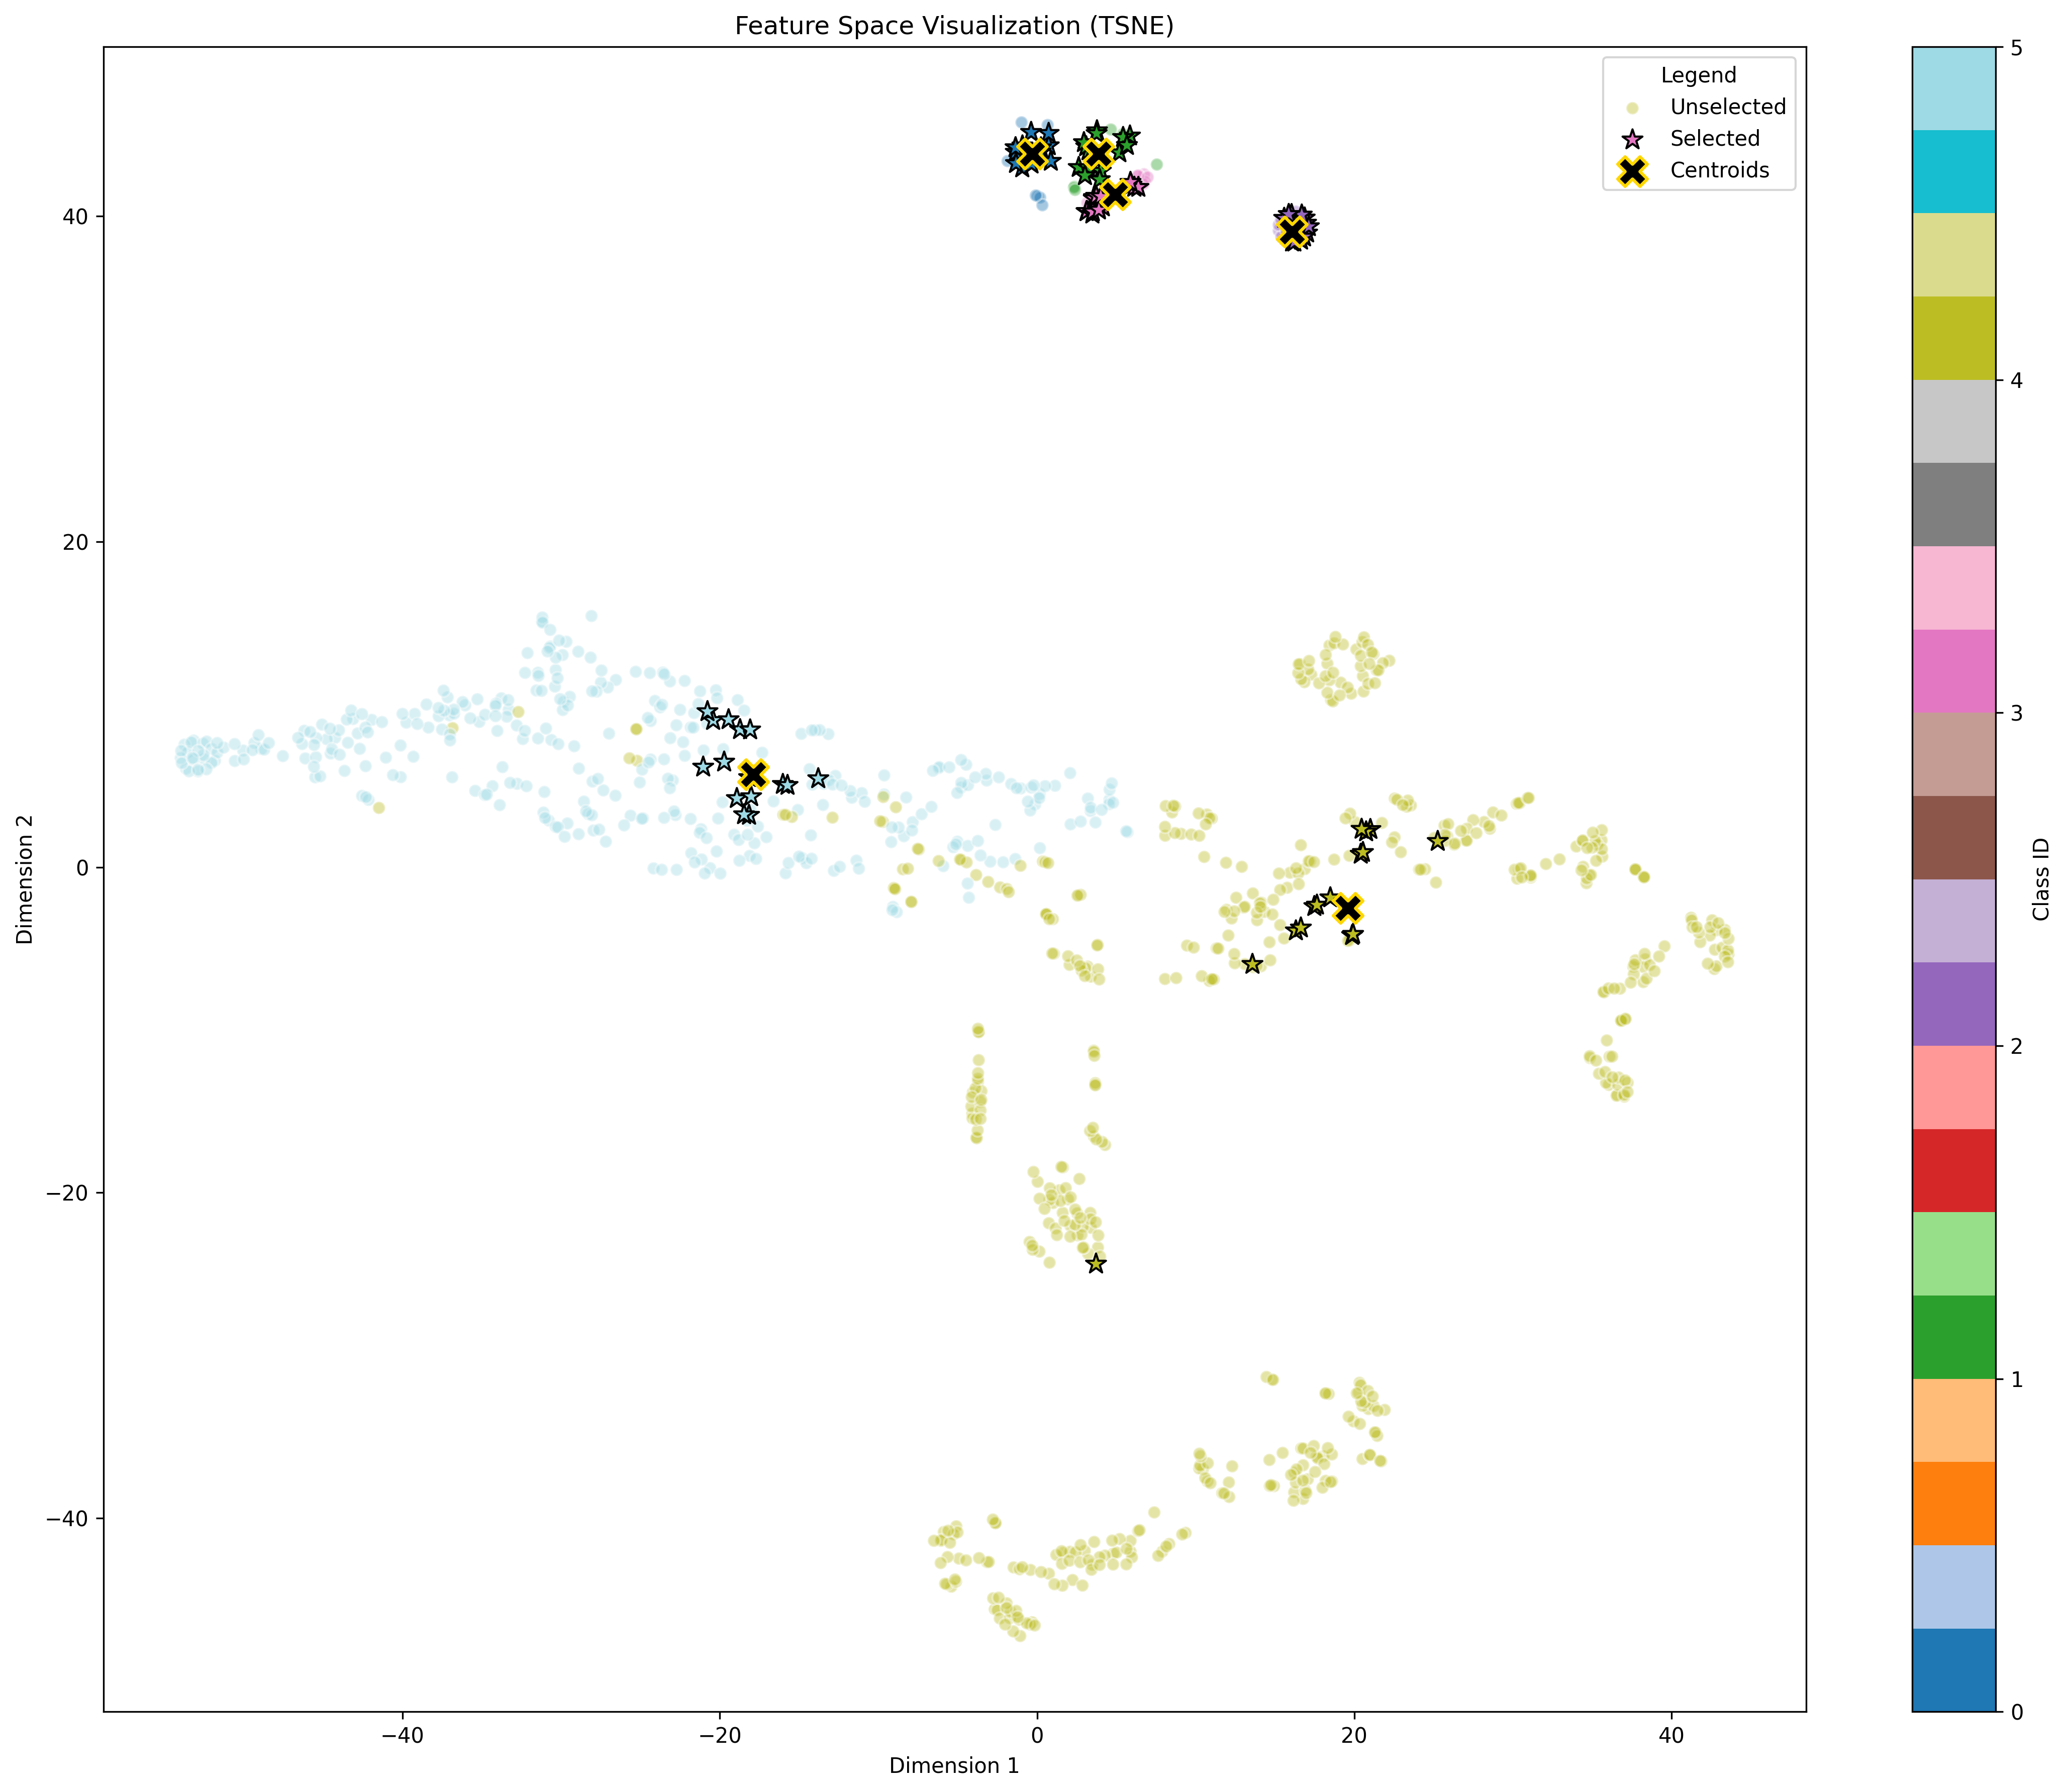 Feature Space Visualization (TSNE)
Legend
Unselected
Selected
Centroids
40
20
0
−20
−40
Dimension 2
−40
−20
0
20
40
Dimension 1
5
4
3
2
1
0
Class ID